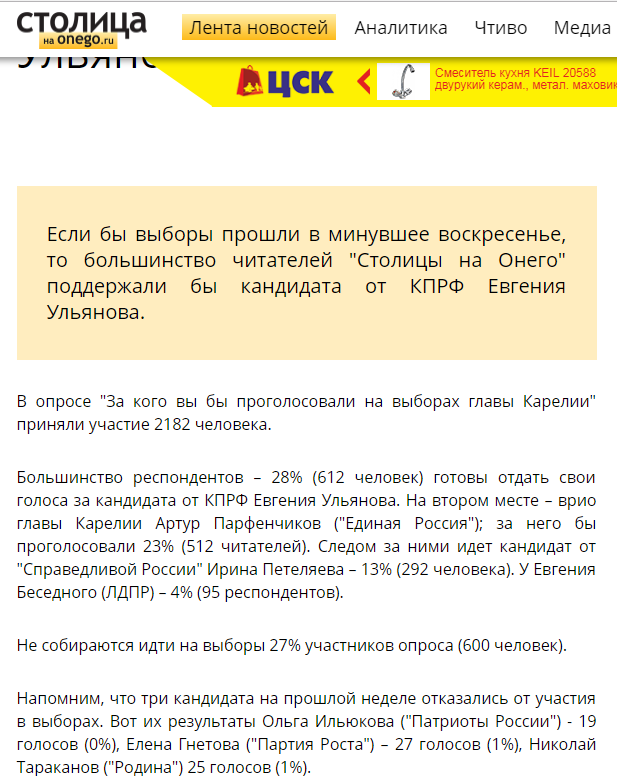 столица
на onego.ru
Лента новостей
Аналитика
Чтиво
Медиа
ЦСК
Смеситель кухня KEIL 20588
двурукий керам., метал. маховик
Если бы выборы прошли в минувшее воскресенье,
то большинство читателей "Столицы на Онего"
поддержали бы кандидата от КПРФ Евгения
Ульянова.
В опросе "За кого вы бы проголосовали на выборах главы Карелии"
приняли участие 2182 человека.
Большинство респондентов – 28% (612 человек) готовы отдать свои
голоса за кандидата от КПРФ Евгения Ульянова. На втором месте – врио
главы Карелии Артур Парфенчиков ("Единая Россия"); за него бы
проголосовали 23% (512 читателей). Следом за ними идет кандидат от
"Справедливой России" Ирина Петеляева – 13% (292 человека). У Евгения
Беседного (ЛДПР) – 4% (95 респондентов).
Не собираются идти на выборы 27% участников опроса (600 человек).
Напомним, что три кандидата на прошлой неделе отказались от участия
в выборах. Вот их результаты Ольга Ильюкова ("Патриоты России") - 19
голосов (0%), Елена Гнетова ("Партия Роста") – 27 голосов (1%), Николай
Тараканов ("Родина") 25 голосов (1%).